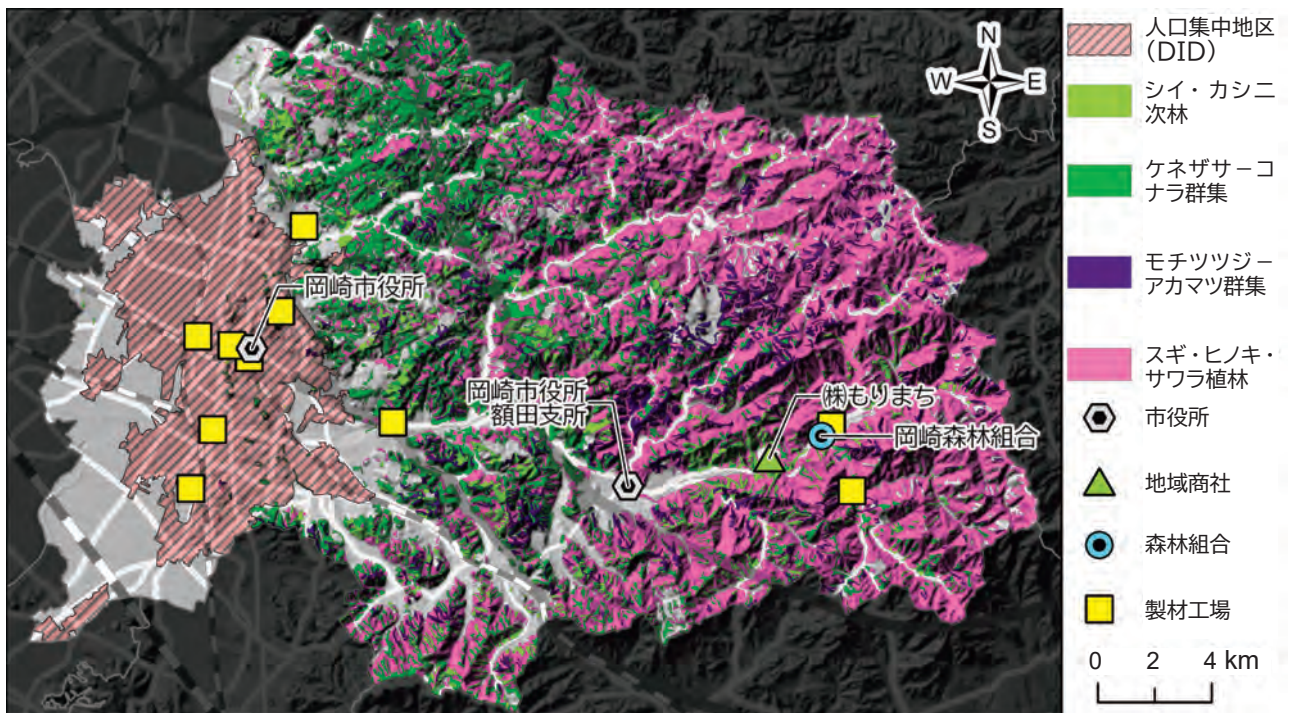 N
W
E
S
岡崎市役所
岡崎市役所
額田支所
㈱もりまち
岡崎森林組合
人口集中地区
(DID)
シイ・カシ二
次林
ケネザサーコ
ナラ群集
モチツツジー
アカマツ群集
スギ・ヒノキ・
サワラ植林
市役所
地域商社
森林組合
製材工場
0 2 4 km